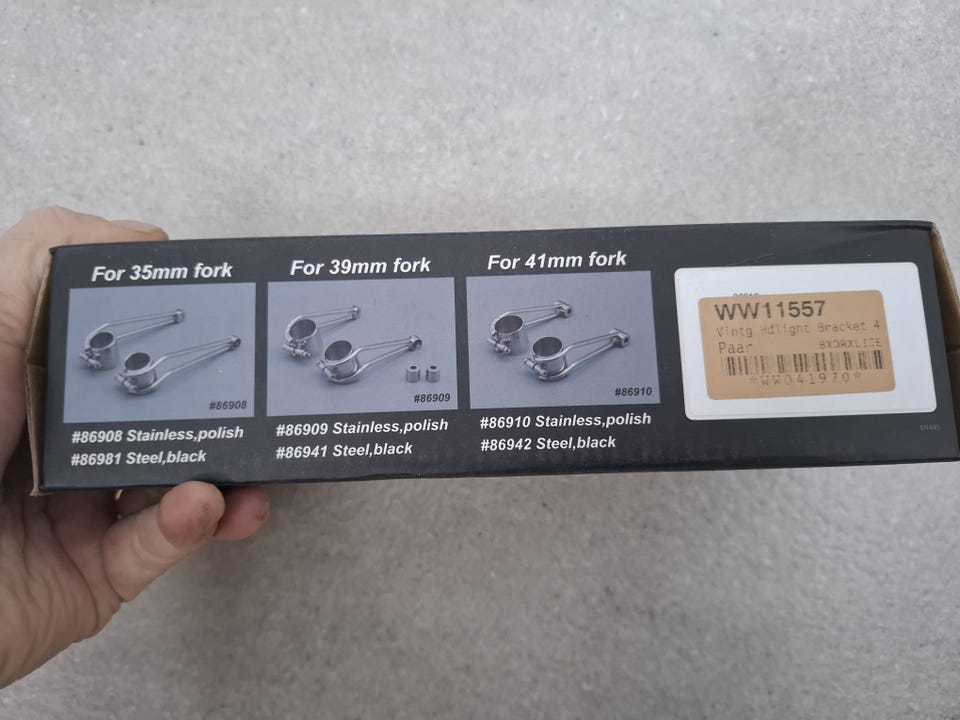 For 35mm fork
#86908
#86908 Stainless,polish
#86981 Steel,black
For 39mm fork
#86909
#86909 Stainless,polish
#86941 Steel,black
For 41mm fork
#86910
#86910 Stainless,polish
#86942 Steel,black
WW11557
Vintg Hdlight Bracket 4
Paar
*WW041970*